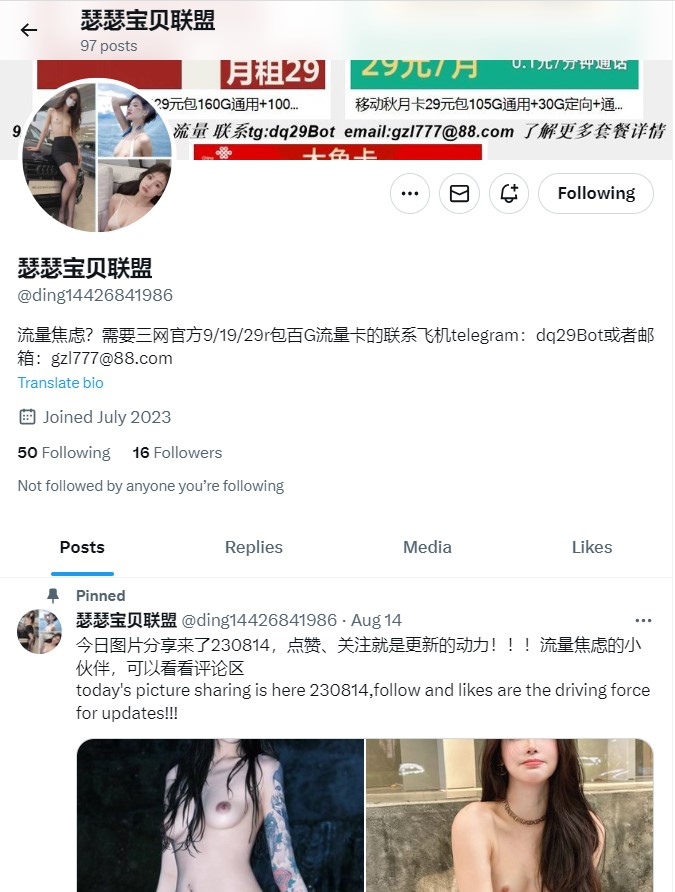 瑟瑟宝贝联盟
97 posts
月租29
29元/月
0.1元/分钟通话
29元包160G通用+100...
移动秋月卡29元包105G通用+30G定向+通...
9
流量 联系tg:dq29Bot email:gzl777@88.com 了解更多套餐详情
大鱼卡
Following
瑟瑟宝贝联盟
@ding14426841986
流量焦虑？需要三网官方9/19/29r包百G流量卡的联系飞机telegram：dq29Bot或者邮
箱：gzl777@88.com
Translate bio
Joined July 2023
50 Following 16 Followers
Not followed by anyone you’re following
Posts Replies Media Likes
Pinned
瑟瑟宝贝联盟 @ding14426841986 · Aug 14
今日图片分享来了230814，点赞、关注就是更新的动力！！！流量焦虑的小
伙伴，可以看看评论区
today's picture sharing is here 230814,follow and likes are the driving force
for updates!!!